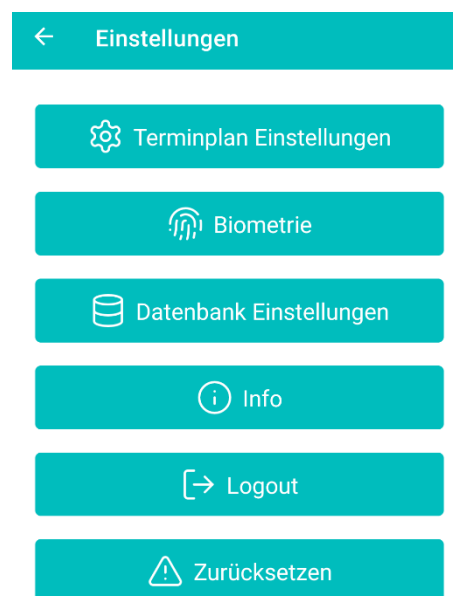 Einstellungen
Terminplan Einstellungen
Biometrie
Datenbank Einstellungen
Info
Logout
Zurücksetzen